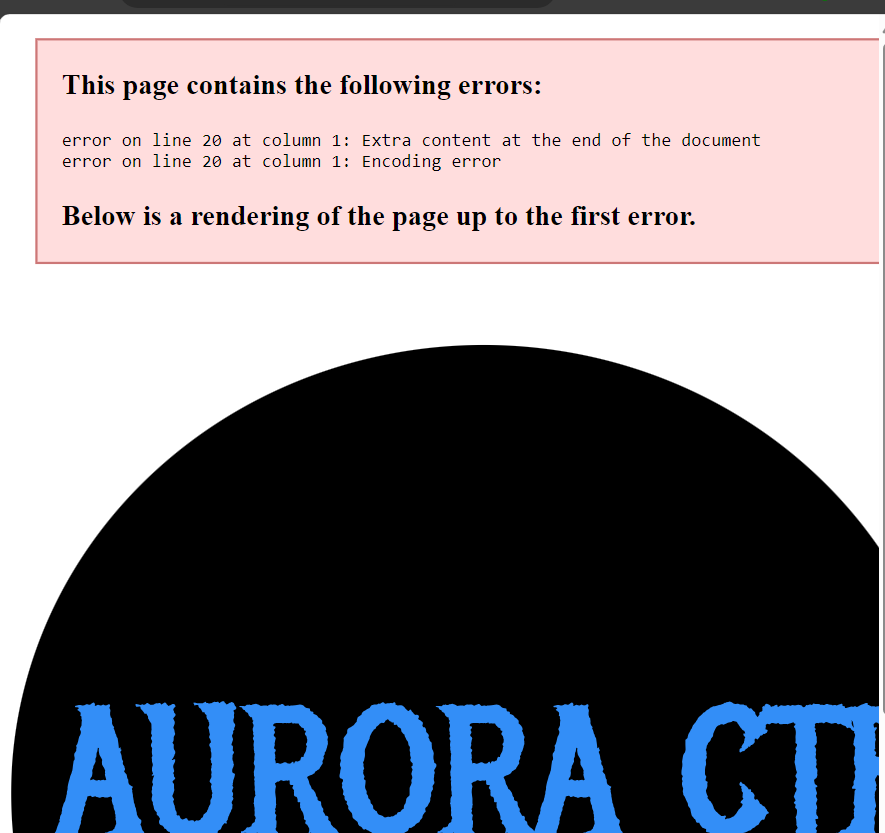 This page contains the following errors:
error on line 20 at column 1: Extra content at the end of the document
error on line 20 at column 1: Encoding error
Below is a rendering of the page up to the first error.
AURORA CTF